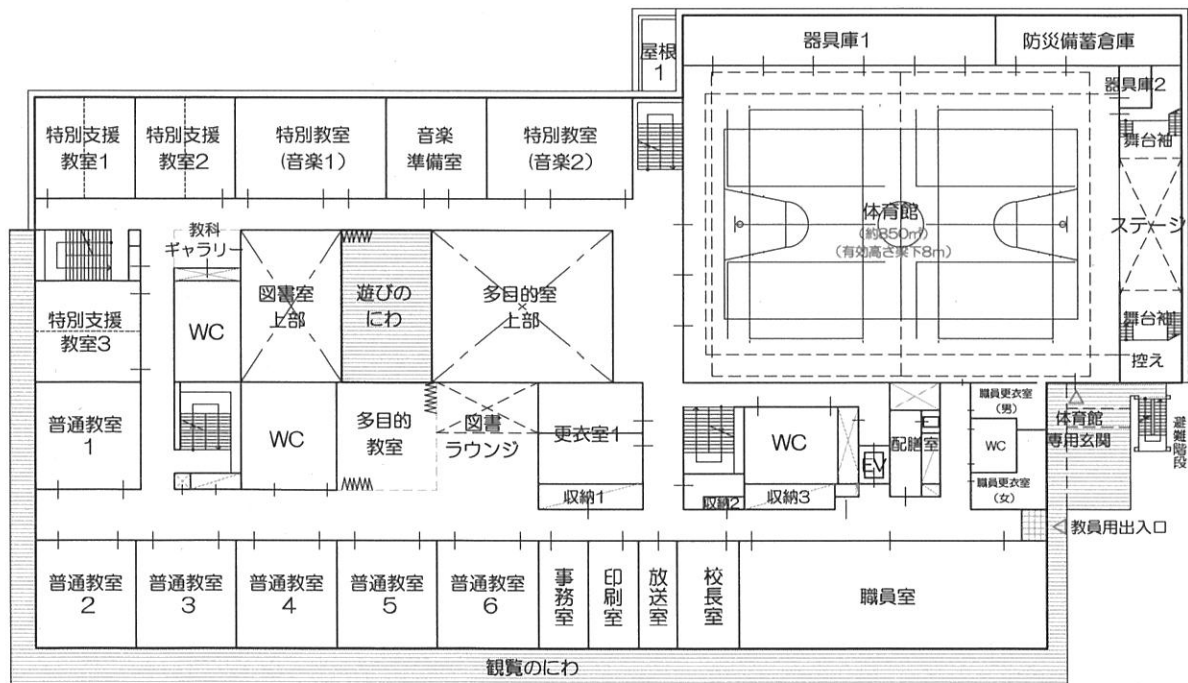 屋根
1
器具庫1
防災備蓄倉庫
器具庫2
特別支援
教室1
特別支援
教室2
特別教室
(音楽1)
音楽
準備室
特別教室
(音楽2)
舞台袖
体育館
(約850㎡)
(有効高さ梁下8m)
ステージ
舞台袖
控え
教科
ギャラリー
図書室
上部
遊びの
にわ
多目的室
上部
特別支援
教室3
WC
普通教室
1
WC
多目的
教室
図書
ラウンジ
更衣室1
収納1
WC
収納2
収納3
EV
配膳室
職員更衣室
(男)
WC
職員更衣室
(女)
体育館
専用玄関
避難階段
教員用出入口
普通教室
2
普通教室
3
普通教室
4
普通教室
5
普通教室
6
事務室
印刷室
放送室
校長室
職員室
観覧のにわ